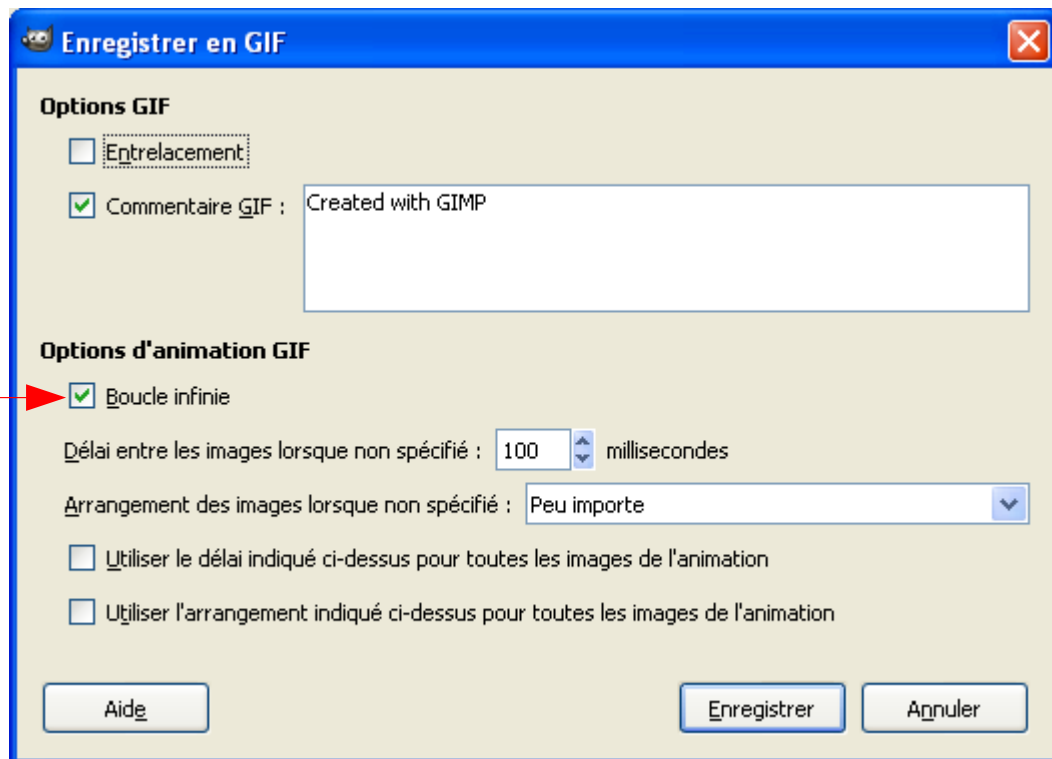 Enregistrer en GIF
Options GIF
Entrelacement
Commentaire GIF : Created with GIMP
Options d'animation GIF
Boucle infinie
Délai entre les images lorsque non spécifié : 100 millisecondes
Arrangement des images lorsque non spécifié : Peu importe
Utiliser le délai indiqué ci-dessus pour toutes les images de l'animation
Utiliser l'arrangement indiqué ci-dessus pour toutes les images de l'animation
Aide Enregistrer Annuler